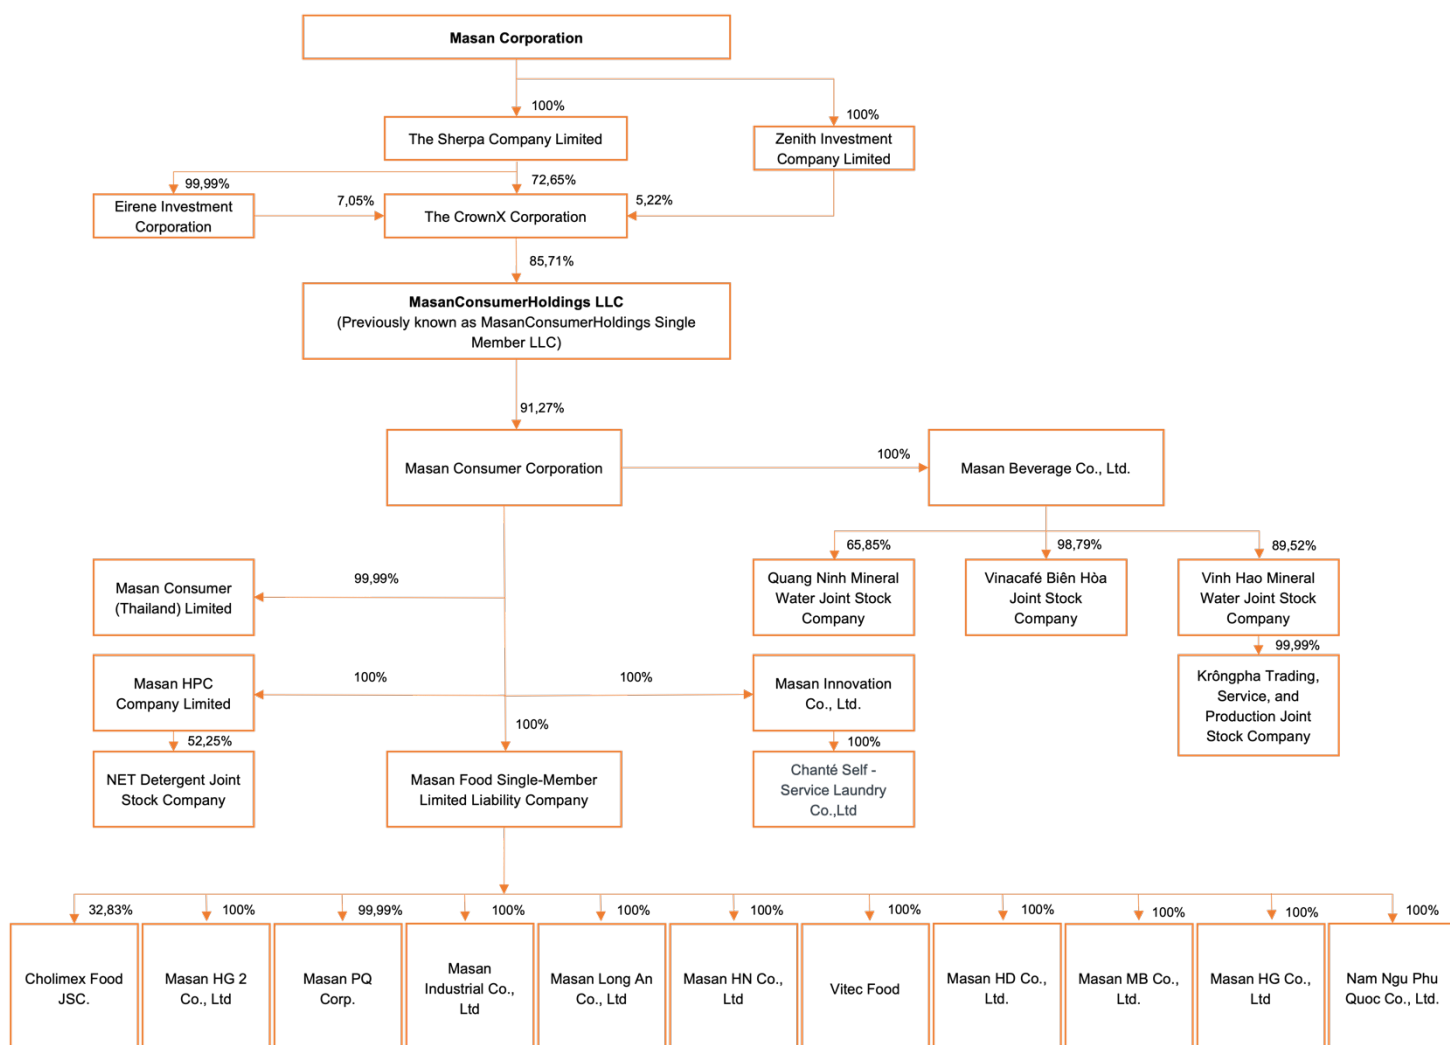 Masan Corporation
100%
100%
The Sherpa Company Limited
Zenith Investment
Company Limited
99,99%
72,65%
Eirene Investment
Corporation
7,05%
The CrownX Corporation
5,22%
85,71%
MasanConsumerHoldings LLC
(Previously known as MasanConsumerHoldings Single
Member LLC)
91,27%
Masan Consumer Corporation
100%
Masan Beverage Co., Ltd.
65,85%
98,79%
89,52%
Quang Ninh Mineral
Water Joint Stock
Company
Vinacafé Biên Hòa
Joint Stock
Company
Vinh Hao Mineral
Water Joint Stock
Company
99,99%
Krôngpha Trading,
Service, and
Production Joint
Stock Company
99,99%
Masan Consumer
(Thailand) Limited
100%
Masan HPC
Company Limited
100%
Masan Innovation
Co., Ltd.
52,25%
NET Detergent Joint
Stock Company
100%
Masan Food Single-Member
Limited Liability Company
100%
Chanté Self -
Service Laundry
Co.,Ltd
32,83%
100%
99,99%
100%
100%
100%
100%
100%
100%
100%
100%
Cholimex Food
JSC.
Masan HG 2
Co., Ltd
Masan PQ
Corp.
Masan
Industrial Co.,
Ltd
Masan Long An
Co., Ltd
Masan HN Co.,
Ltd
Vitec Food
Masan HD Co.,
Ltd.
Masan MB Co.,
Ltd.
Masan HG Co.,
Ltd
Nam Ngu Phu
Quoc Co., Ltd.